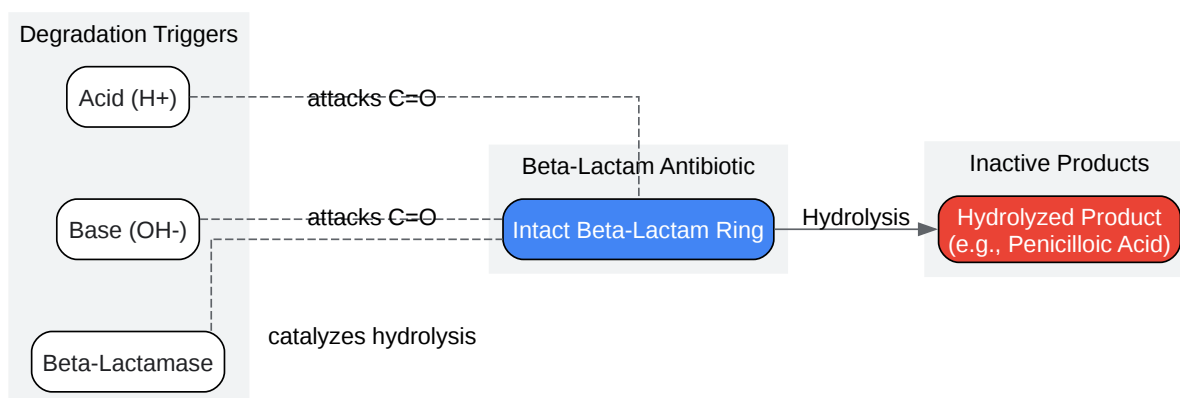 Degradation Triggers
Acid (H+)
attacks C=O
Beta-Lactam Antibiotic
Inactive Products
Base (OH-)
attacks C=O
Intact Beta-Lactam Ring
Hydrolysis
Hydrolyzed Product
(e.g., Penicilloic Acid)
catalyzes hydrolysis
Beta-Lactamase